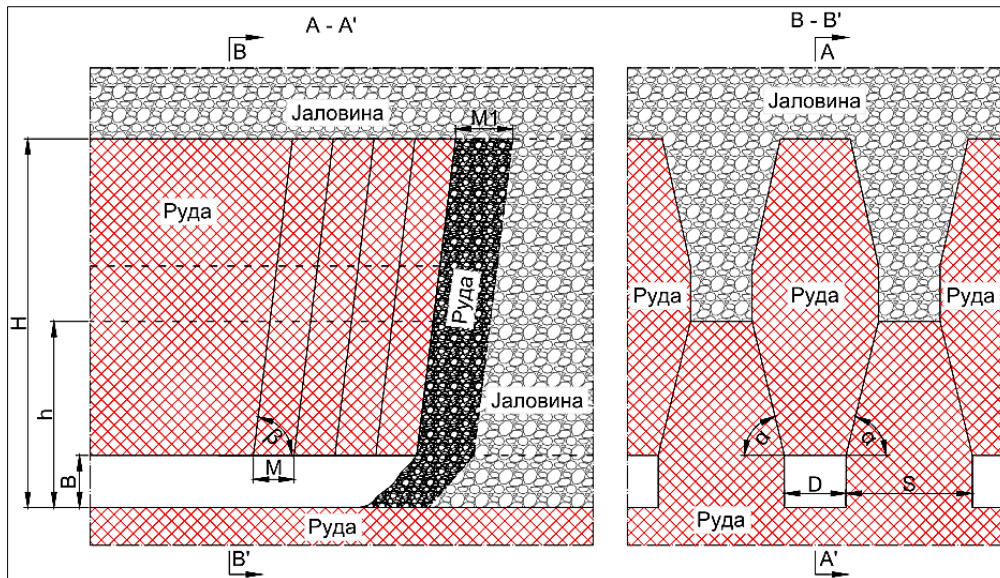 A - A'
B - B'
B
A
Јаловина
M1
Јаловина
Руда
Руда
Руда
Руда
Руда
H
h
Јаловина
β
α
α
M
B
D
S
Руда
Руда
B'
A'